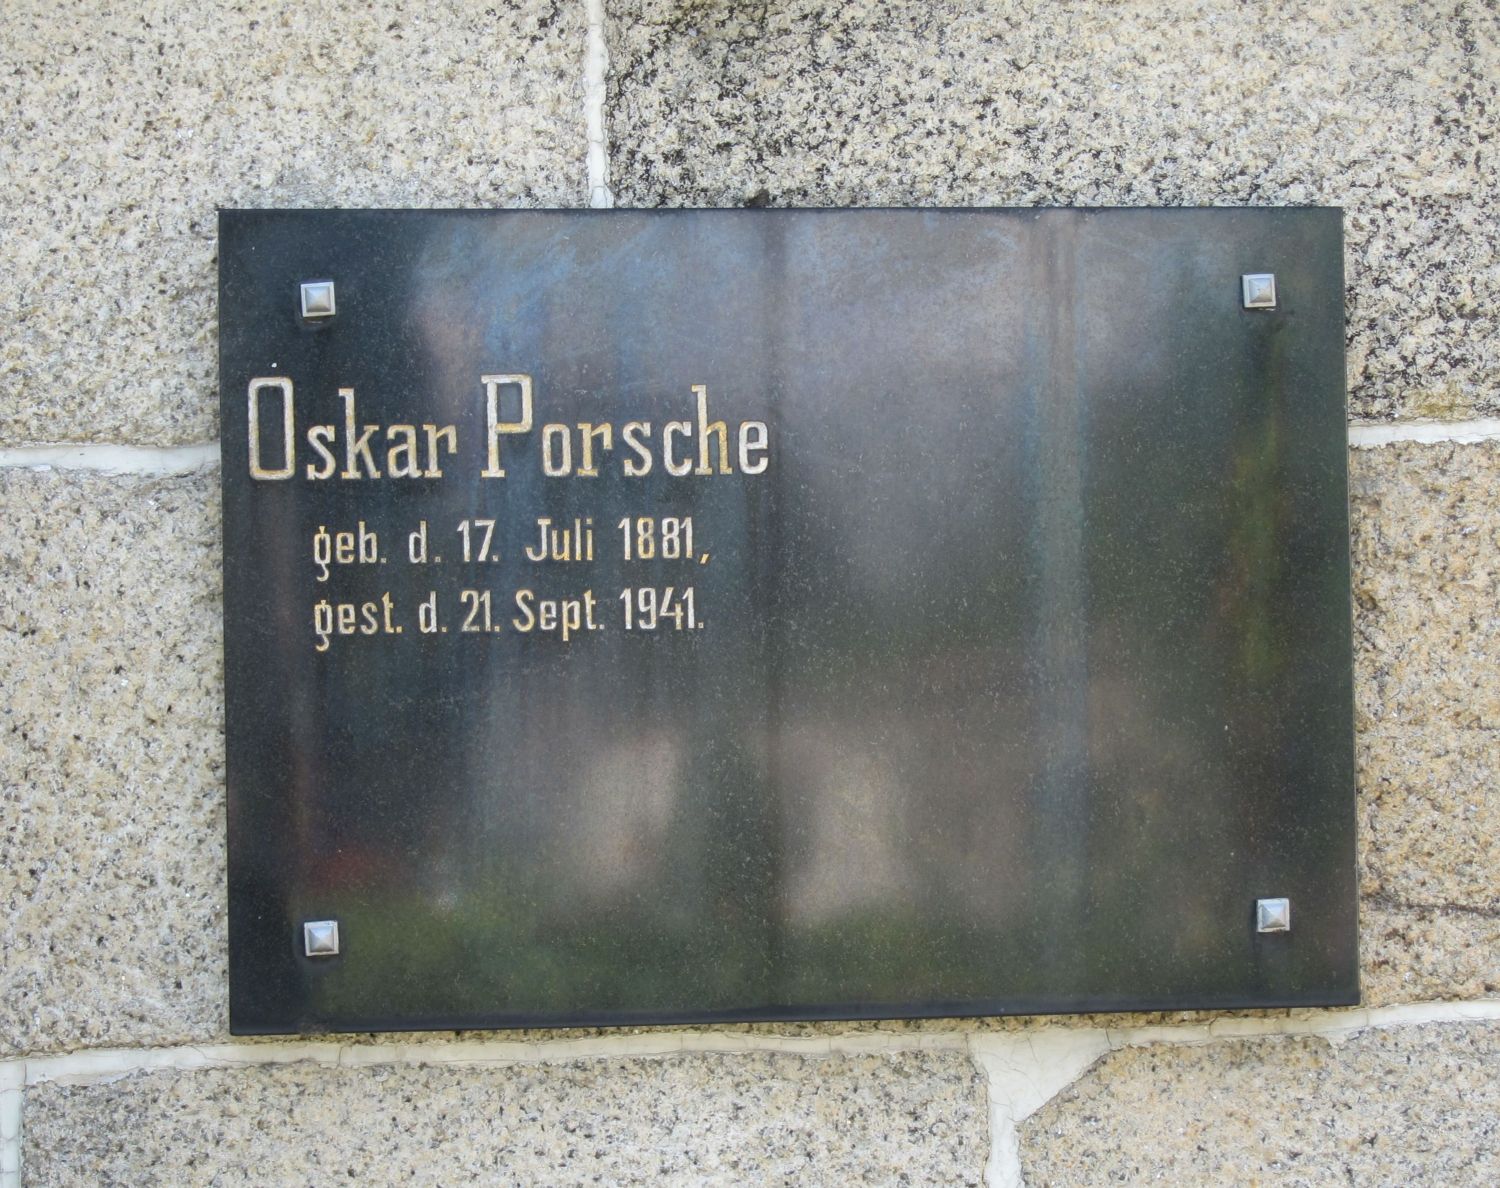 Oskar Porsche
geb. d. 17. Juli 1881,
gest. d. 21. Sept. 1941.